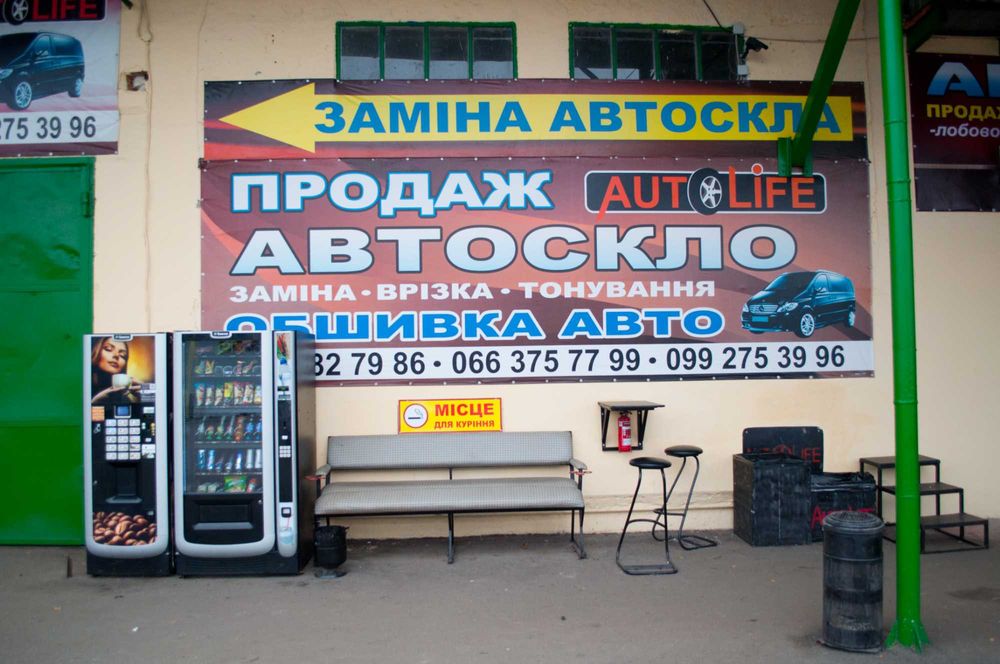 LIFE
275 39 96
ЗАМІНА АВТОСКЛА
ПРОДАЖ
AUTOLIFE
АВТОСКЛО
ЗАМІНА • ВРІЗКА • ТОНУВАННЯ
ОБШИВКА АВТО
82 79 86 • 066 375 77 99 • 099 275 39 96
МІСЦЕ
ДЛЯ КУРІННЯ
ПРОДАЖ
-лобово